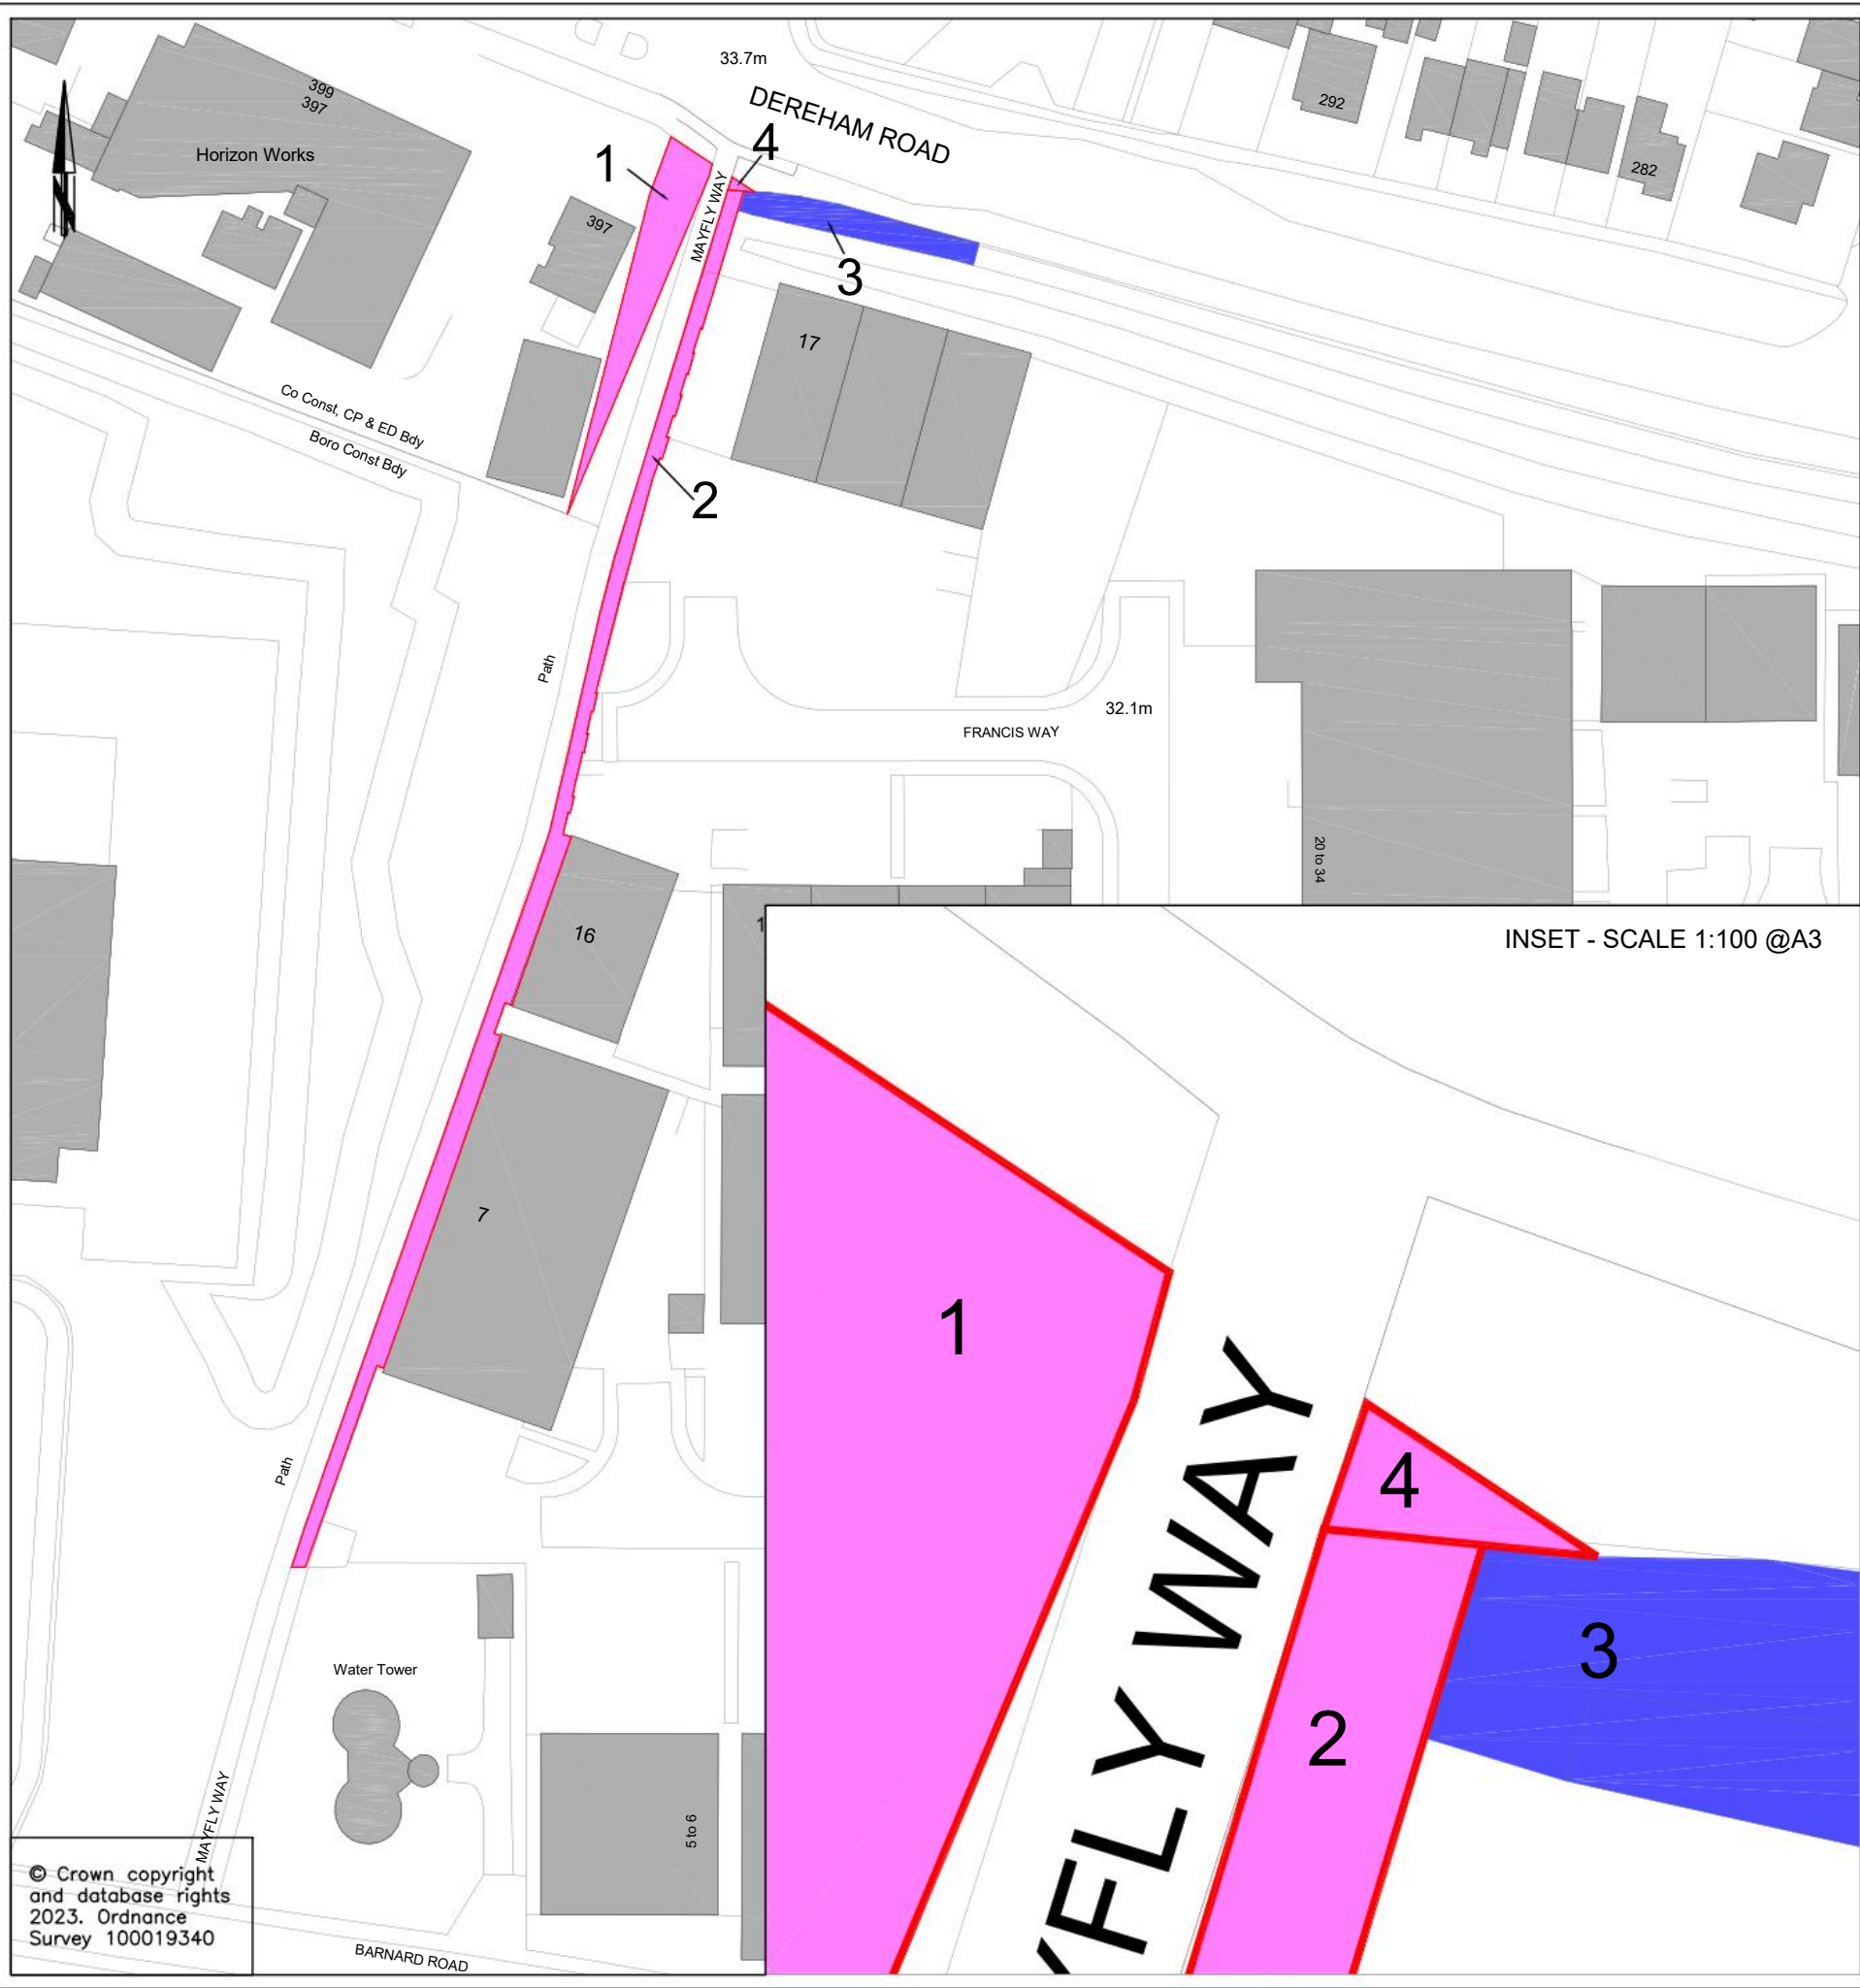 33.7m
DEREHAM ROAD
399
397
Horizon Works
292
282
1
4
397
MAYFLY WAY
3
17
Co Const, CP & ED Bdy
Boro Const Bdy
2
Path
32.1m
FRANCIS WAY
20 to 34
16
1
INSET - SCALE 1:100 @A3
7
1
4
3
2
YFLY WAY
Path
Water Tower
MAYFLY WAY
5 to 6
© Crown copyright
and database rights
2023. Ordnance
Survey 100019340
BARNARD ROAD
N